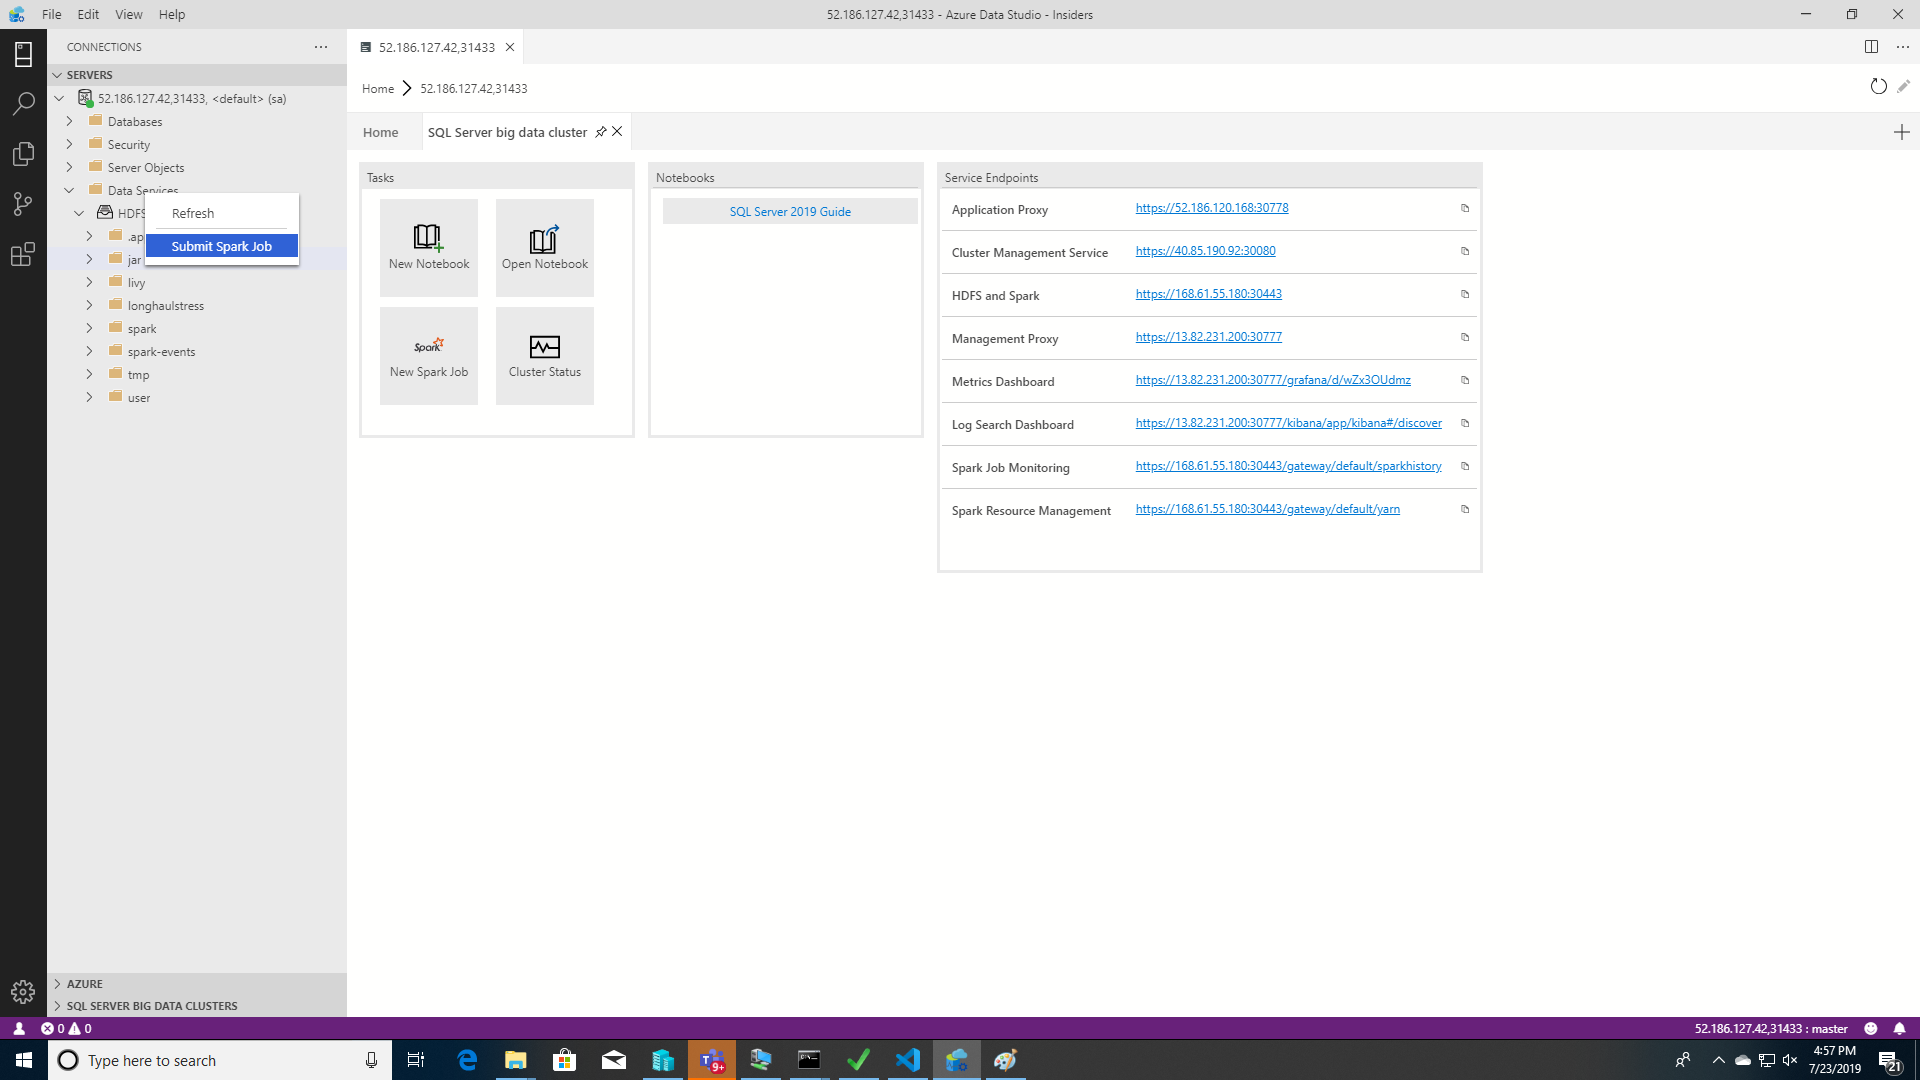 File Edit View Help
52.186.127.42,31433 - Azure Data Studio - Insiders
CONNECTIONS
SERVERS
52.186.127.42,31433, <default> (sa)
Databases
Security
Server Objects
Data Services
HDFS
.ap
jar
livy
longhaulstress
spark
spark-events
tmp
user
Refresh
Submit Spark Job
AZURE
SQL SERVER BIG DATA CLUSTERS
52.186.127.42,31433
Home 52.186.127.42,31433
Home SQL Server big data cluster
Tasks
New Notebook
Open Notebook
Spark
New Spark Job
Cluster Status
Notebooks
SQL Server 2019 Guide
Service Endpoints
Application Proxy https://52.186.120.168:30778
Cluster Management Service https://40.85.190.92:30080
HDFS and Spark https://168.61.55.180:30443
Management Proxy https://13.82.231.200:30777
Metrics Dashboard https://13.82.231.200:30777/grafana/d/wZx3OUdmz
Log Search Dashboard https://13.82.231.200:30777/kibana/app/kibana#/discover
Spark Job Monitoring https://168.61.55.180:30443/gateway/default/sparkhistory
Spark Resource Management https://168.61.55.180:30443/gateway/default/yarn
0 0
52.186.127.42,31433 : master
Type here to search
9+
4:57 PM
7/23/2019
21